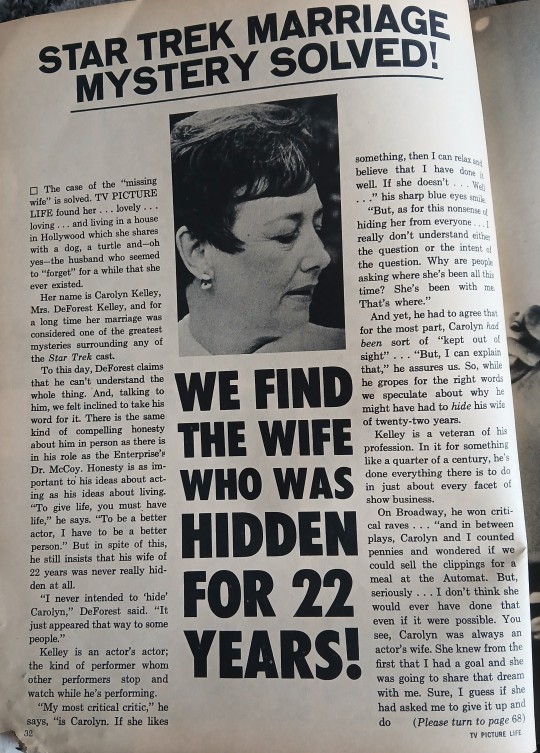 STAR TREK MARRIAGE
MYSTERY SOLVED!
☐ The case of the "missing
wife" is solved. TV PICTURE
LIFE found her . . . lovely . . .
loving . . . and living in a house
in Hollywood which she shares
with a dog, a turtle and—oh
yes—the husband who seemed
to "forget" for a while that she
ever existed.
Her name is Carolyn Kelley,
Mrs. DeForest Kelley, and for
a long time her marriage was
considered one of the greatest
mysteries surrounding any of
the Star Trek cast.
To this day, DeForest claims
that he can't understand the
whole thing. And, talking to
him, we felt inclined to take his
word for it. There is the same
kind of compelling honesty
about him in person as there is
in his role as the Enterprise's
Dr. McCoy. Honesty is as im-
portant to his ideas about act-
ing as his ideas about living.
"To give life, you must have
life," he says. "To be a better
actor, I have to be a better
person." But in spite of this,
he still insists that his wife of
22 years was never really hid-
den at all.
"I never intended to 'hide'
Carolyn," DeForest said. "It
just appeared that way to some
people."
Kelley is an actor's actor;
the kind of performer whom
other performers stop and
watch while he's performing.
"My most critical critic," he
says, "is Carolyn. If she likes
WE FIND
THE WIFE
WHO WAS
HIDDEN
FOR 22
YEARS!
something, then I can relax and
believe that I have done it
well. If she doesn't . . . Well
. . ." his sharp blue eyes smile.
"But, as for this nonsense of
hiding her from everyone . . . I
really don't understand either
the question or the intent of
the question. Why are people
asking where she's been all this
time? She's been with me.
That's where."
And yet, he had to agree that
for the most part, Carolyn had
been sort of "kept out of
sight" . . . "But, I can explain
that," he assures us. So, while
he gropes for the right words
we speculate about why he
might have had to hide his wife
of twenty-two years.
Kelley is a veteran of his
profession. In it for something
like a quarter of a century, he's
done everything there is to do
in just about every facet of
show business.
On Broadway, he won criti-
cal raves . . . "and in between
plays, Carolyn and I counted
pennies and wondered if we
could sell the clippings for a
meal at the Automat. But,
seriously . . . I don't think she
would ever have done that
even if it were possible. You
see, Carolyn was always an
actor's wife. She knew from the
first that I had a goal and she
was going to share that dream
with me. Sure, I guess if she
had asked me to give it up and
do (Please turn to page 68)
32
TV PICTURE LIFE